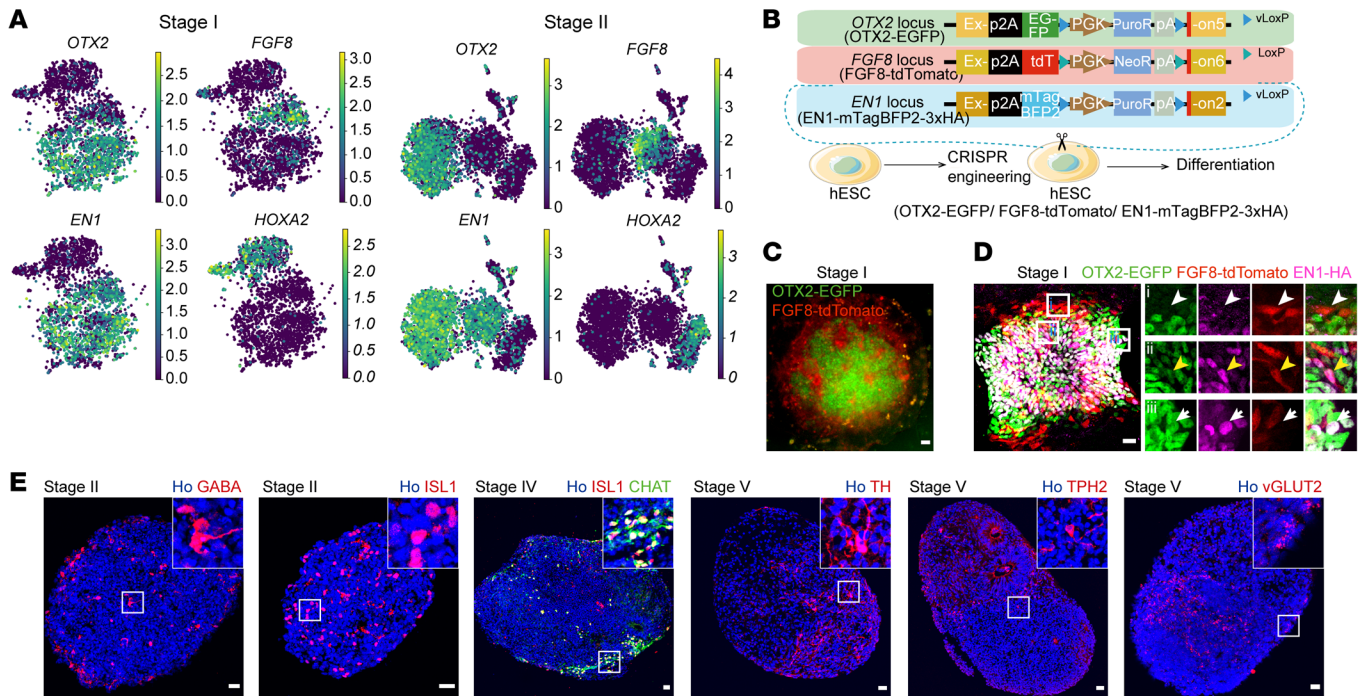 A
Stage I
Stage II
OTX2
FGF8
OTX2
FGF8
2.5
2.0
1.5
1.0
0.5
0.0
3.0
2.5
2.0
1.5
1.0
0.5
0.0
3
2
1
0
4
3
2
1
0
EN1
HOXA2
EN1
HOXA2
3.0
2.5
2.0
1.5
1.0
0.5
0.0
2.5
2.0
1.5
1.0
0.5
0.0
3
2
1
0
3
2
1
0
B
OTX2 locus
(OTX2-EGFP)
Ex- p2A EG-FP PGK PuroR pA -on5
vLoxP
FGF8 locus
(FGF8-tdTomato)
Ex- p2A tdT PGK NeoR pA -on6
LoxP
EN1 locus
(EN1-mTagBFP2-3xHA)
Ex- p2A mTag BFP2 PGK PuroR pA -on2
vLoxP
hESC
CRISPR
engineering
hESC
Differentiation
(OTX2-EGFP/ FGF8-tdTomato/ EN1-mTagBFP2-3xHA)
C
Stage I
OTX2-EGFP
FGF8-tdTomato
D
Stage I OTX2-EGFP FGF8-tdTomato EN1-HA
i
ii
iii
E
Stage II Ho GABA
Stage II Ho ISL1
Stage IV Ho ISL1 CHAT
Stage V Ho TH
Stage V Ho TPH2
Stage V Ho vGLUT2